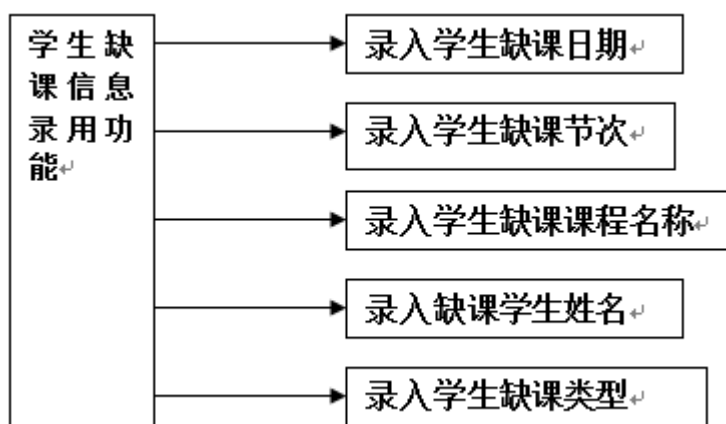 学生缺
课信息
录用功
能
录入学生缺课日期
录入学生缺课节次
录入学生缺课课程名称
录入缺课学生姓名
录入学生缺课类型